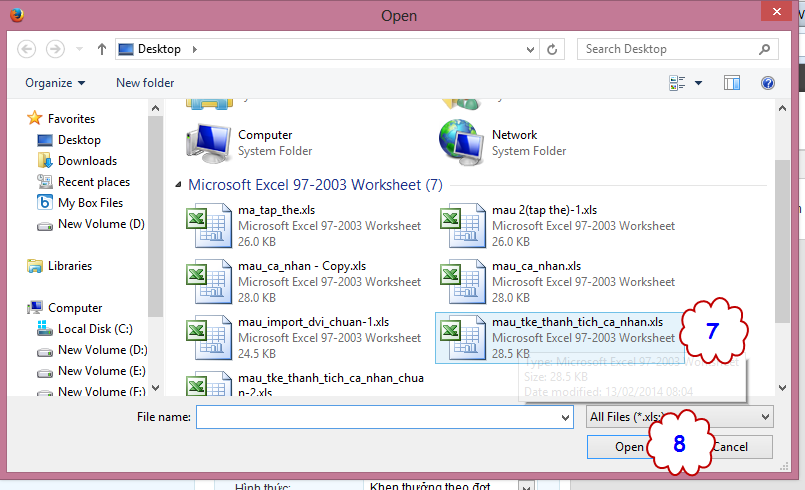 Open
Desktop
Search Desktop
Organize
New folder
Favorites
Desktop
Downloads
Recent places
My Box Files
New Volume (D)
Libraries
Computer
Local Disk (C:)
New Volume (D:)
New Volume (E:)
New Volume (F:)
Computer
System Folder
Network
System Folder
Microsoft Excel 97-2003 Worksheet (7)
ma_tap_the.xls
Microsoft Excel 97-2003 Worksheet
26.0 KB
mau 2(tap the)-1.xls
Microsoft Excel 97-2003 Worksheet
26.0 KB
mau_ca_nhan - Copy.xls
Microsoft Excel 97-2003 Worksheet
28.0 KB
mau_ca_nhan.xls
Microsoft Excel 97-2003 Worksheet
28.0 KB
mau_import_dvi_chuan-1.xls
Microsoft Excel 97-2003 Worksheet
24.5 KB
mau_tke_thanh_tich_ca_nhan.xls
Microsoft Excel 97-2003 Worksheet
28.5 KB
7
Type: Microsoft Excel 97-2003 Worksheet
Size: 28.5 KB
Date modified: 13/02/2014 08:04
mau_tke_thanh_tich_ca_nhan_chua
n-2.xls
File name:
All Files (*.xls;
Open
8
Cancel
Hình thức:
Khen thưởng theo đợt